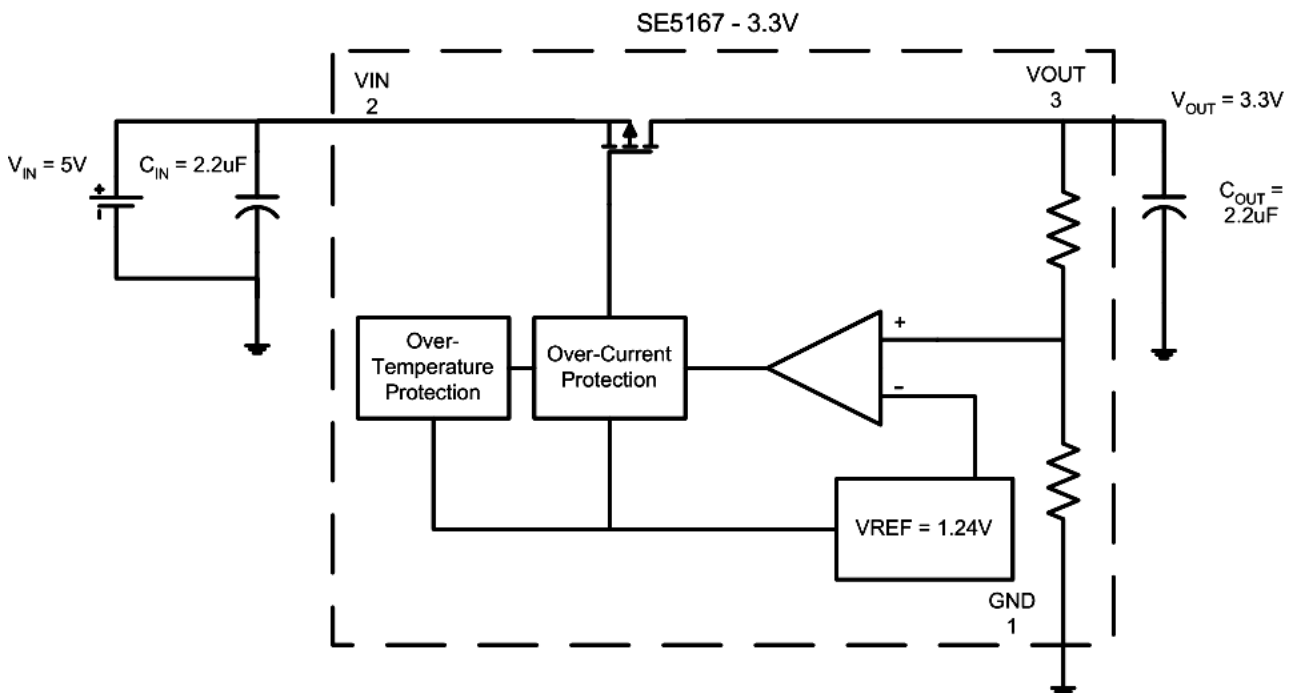 SE5167 - 3.3V
VIN
2
VOUT
3
VOUT = 3.3V
VIN = 5V
CIN = 2.2uF
+
-
COUT =
2.2uF
Over-
Temperature
Protection
Over-Current
Protection
+
-
VREF = 1.24V
GND
1